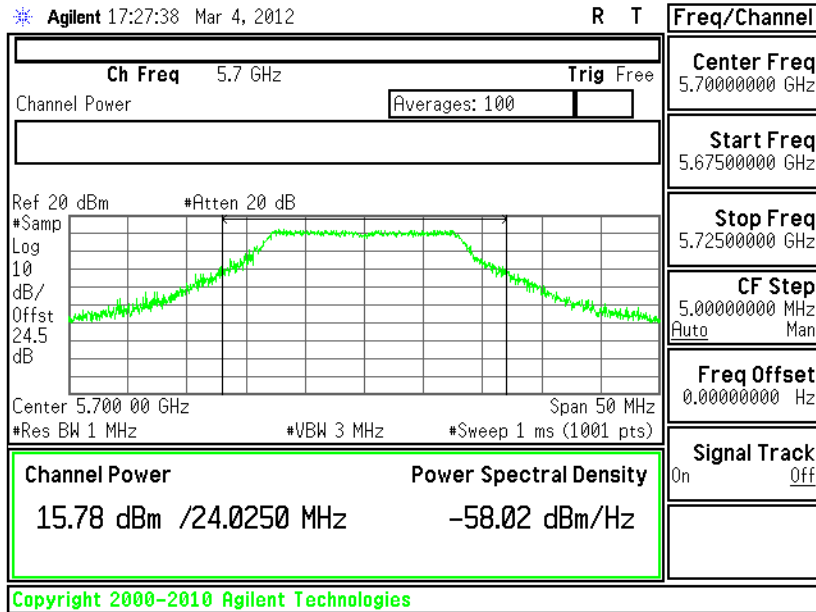 Agilent 17:27:38 Mar 4, 2012 R T
Ch Freq 5.7 GHz Trig Free
Channel Power Averages: 100
Ref 20 dBm #Atten 20 dB
#Samp
Log
10
dB/
Offst
24.5
dB
Center 5.700 00 GHz Span 50 MHz
#Res BW 1 MHz #VBW 3 MHz #Sweep 1 ms (1001 pts)
Channel Power Power Spectral Density
15.78 dBm /24.0250 MHz -58.02 dBm/Hz
Copyright 2000-2010 Agilent Technologies
Freq/Channel
Center Freq
5.70000000 GHz
Start Freq
5.67500000 GHz
Stop Freq
5.72500000 GHz
CF Step
5.00000000 MHz
Auto Man
Freq Offset
0.00000000 Hz
Signal Track
On Off